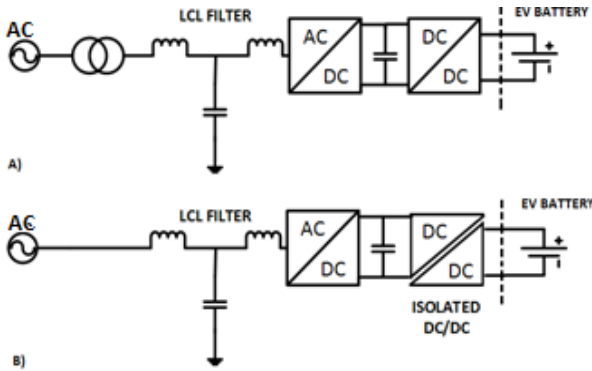 LCL FILTER
EV BATTERY
AC
AC
DC
DC
DC
+
A)
LCL FILTER
EV BATTERY
AC
AC
DC
DC
DC
+
ISOLATED
DC/DC
B)